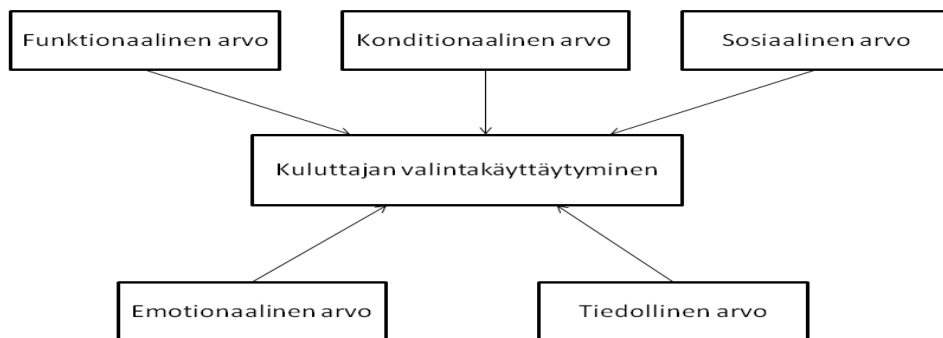 Funktionaalinen arvo
Konditionaalinen arvo
Sosiaalinen arvo
Kuluttajan valintakäyttäytyminen
Emotionaalinen arvo
Tiedollinen arvo